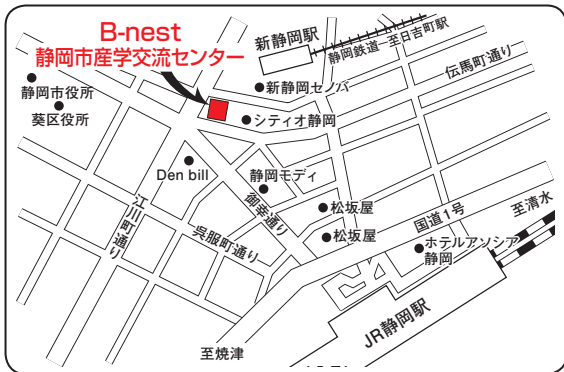 B-nest
静岡市産学交流センター
新静岡駅
静岡鉄道
至日吉町駅
伝馬町通り
静岡市役所
葵区役所
新静岡セノバ
シティオ静岡
Den bill
静岡モディ
御幸通り
江川町通り
呉服町通り
松坂屋
松坂屋
国道1号
至清水
ホテルアソシア
静岡
JR静岡駅
至焼津